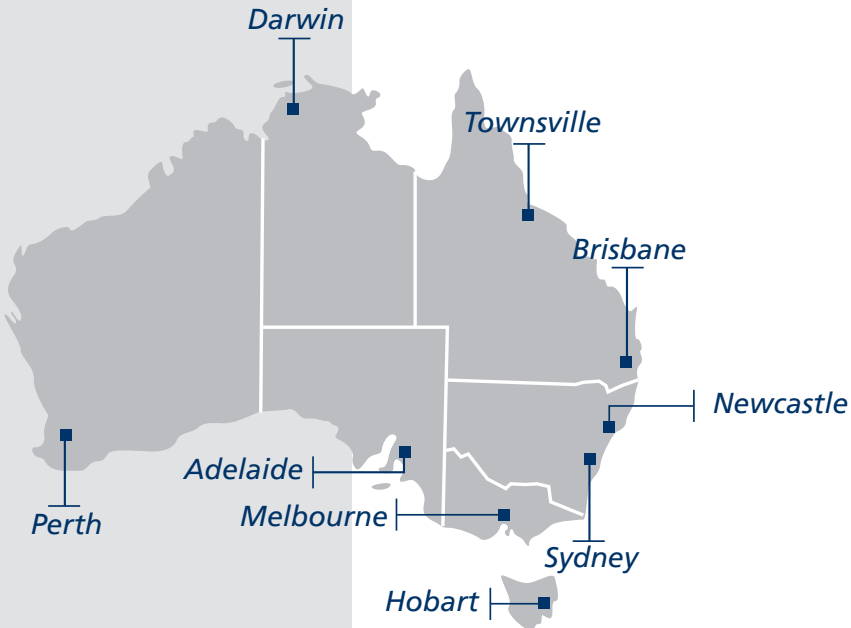 Darwin
Townsville
Brisbane
Newcastle
Adelaide
Melbourne
Perth
Sydney
Hobart